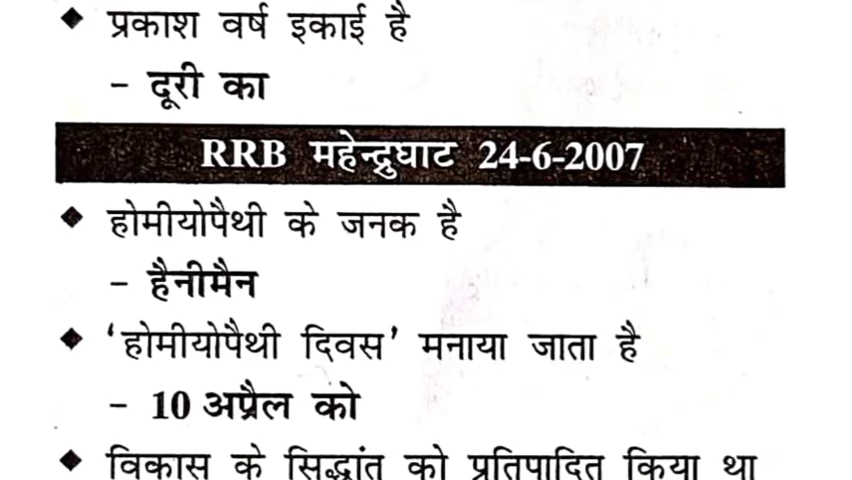 ◆ प्रकाश वर्ष इकाई है
– दूरी का
RRB महेन्द्रुघाट 24-6-2007
◆ होमीयोपैथी के जनक है
– हैनीमैन
◆ ‘होमीयोपैथी दिवस’ मनाया जाता है
– 10 अप्रैल को
◆ विकास के सिद्धांत को प्रतिपादित किया था